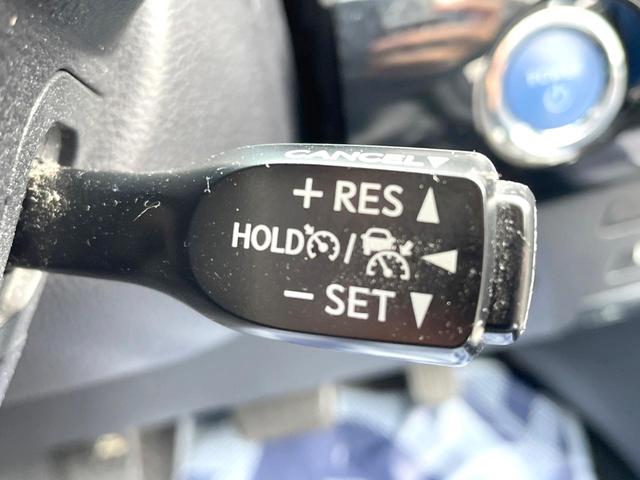 CANCEL▼
+ RES ▲
HOLD / ◀
− SET ▼